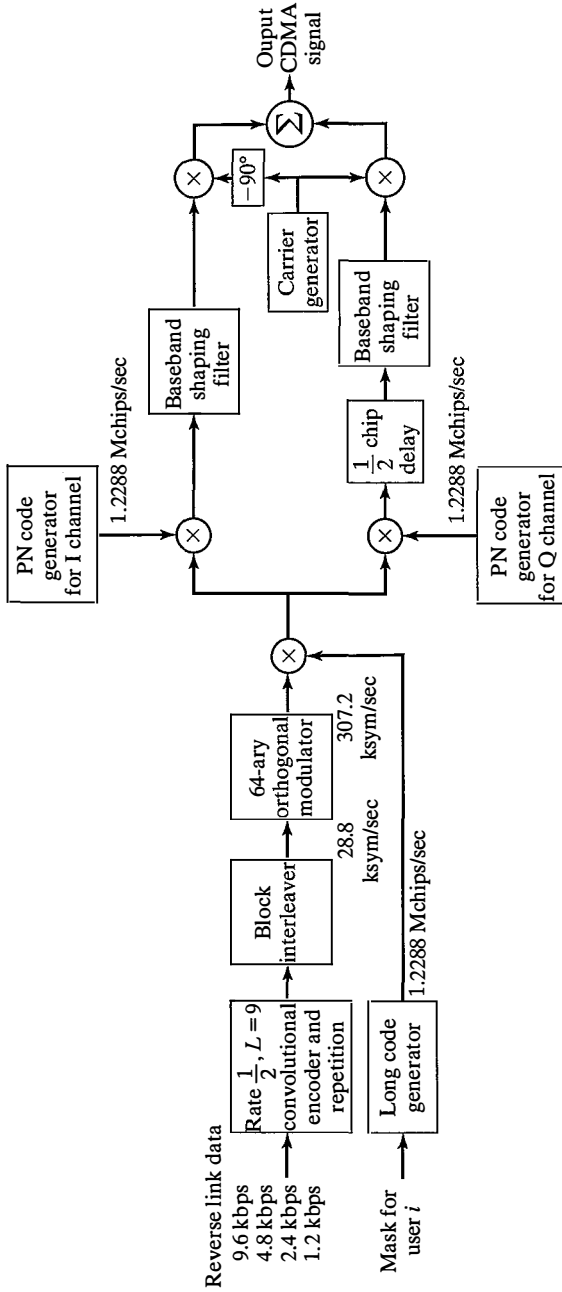 Reverse link data
9.6 kbps
4.8 kbps
2.4 kbps
1.2 kbps
Rate 1/2, L = 9
convolutional
encoder and
repetition
Block
interleaver
28.8
ksym/sec
64-ary
orthogonal
modulator
307.2
ksym/sec
×
Mask for
user i
Long code
generator
1.2288 Mchips/sec
PN code
generator
for I channel
1.2288 Mchips/sec
×
Baseband
shaping
filter
×
−90°
Carrier
generator
PN code
generator
for Q channel
1.2288 Mchips/sec
×
1/2 chip
delay
Baseband
shaping
filter
×
Σ
Ouput
CDMA
signal